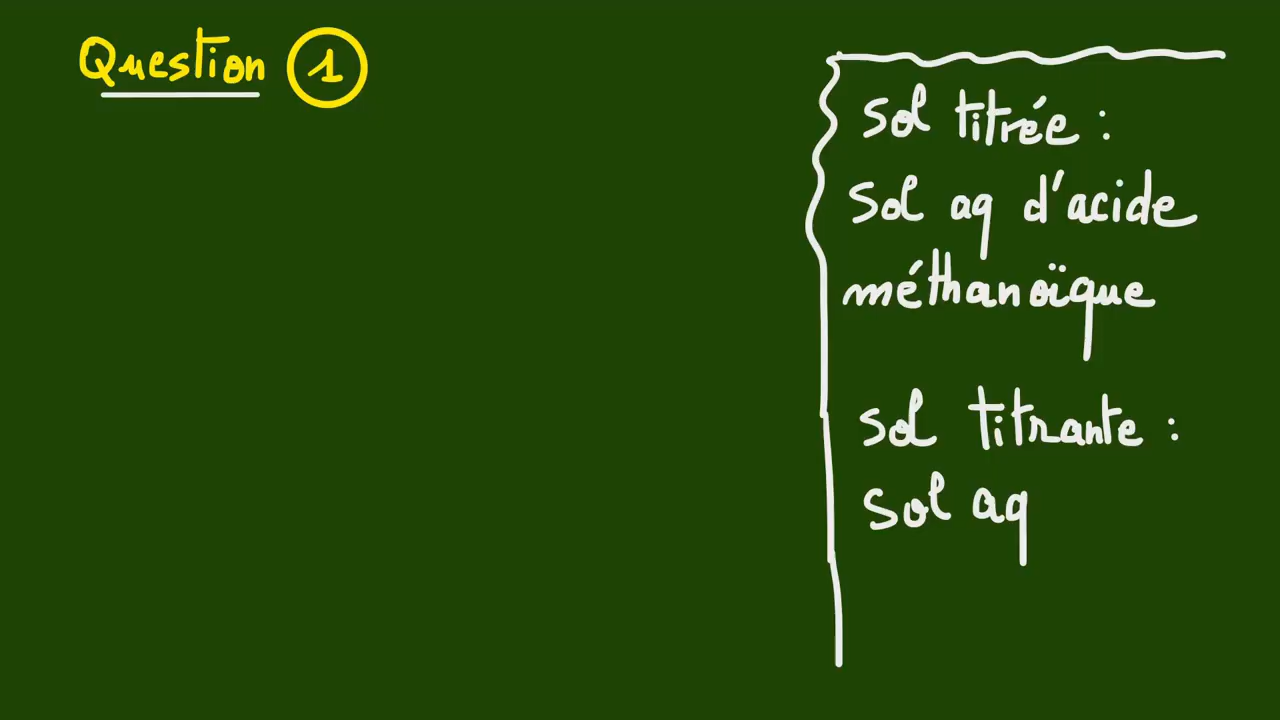 Question 1
Sol titrée :
Sol aq d'acide
méthanoïque
Sol titrante :
Sol aq